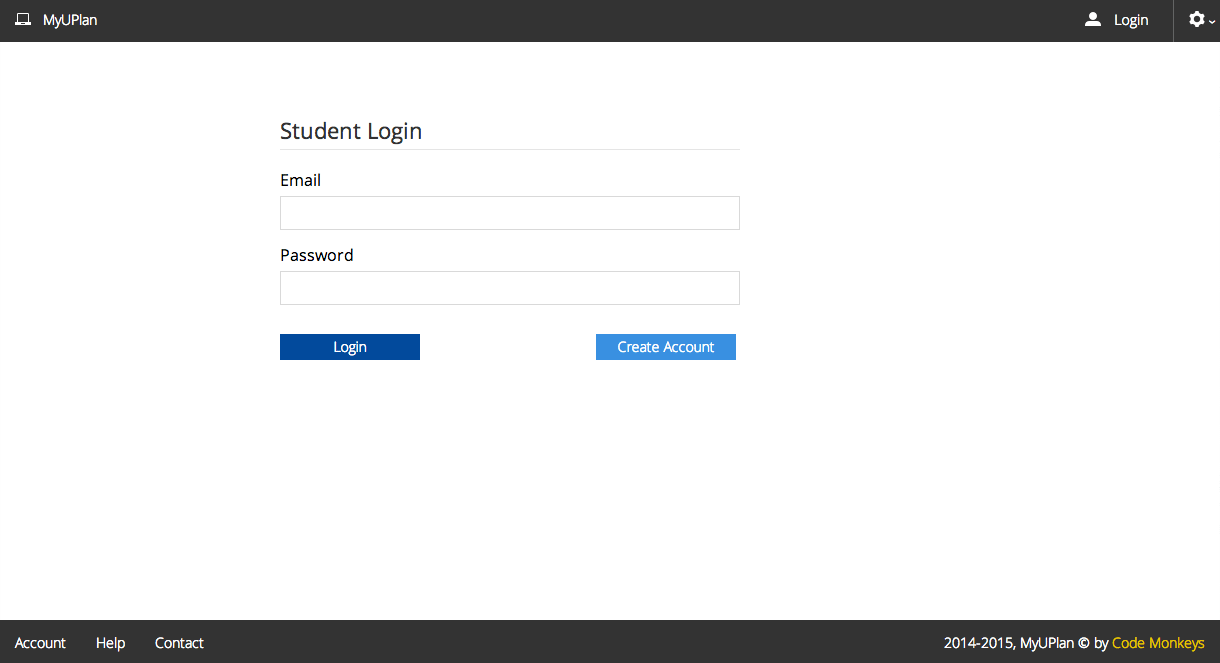 MyUPlan Login
Student Login
Email
Password
Login Create Account
Account Help Contact 2014-2015, MyUPlan © by Code Monkeys